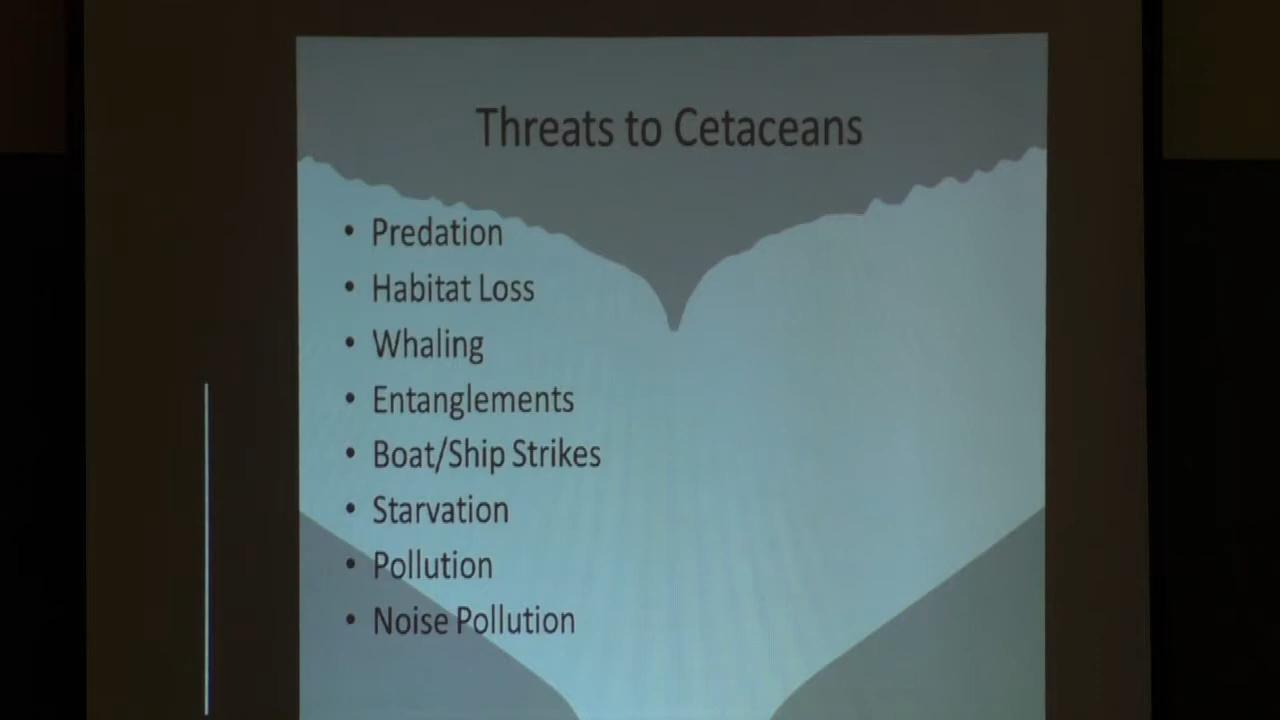 Threats to Cetaceans
• Predation
• Habitat Loss
• Whaling
• Entanglements
• Boat/Ship Strikes
• Starvation
• Pollution
• Noise Pollution